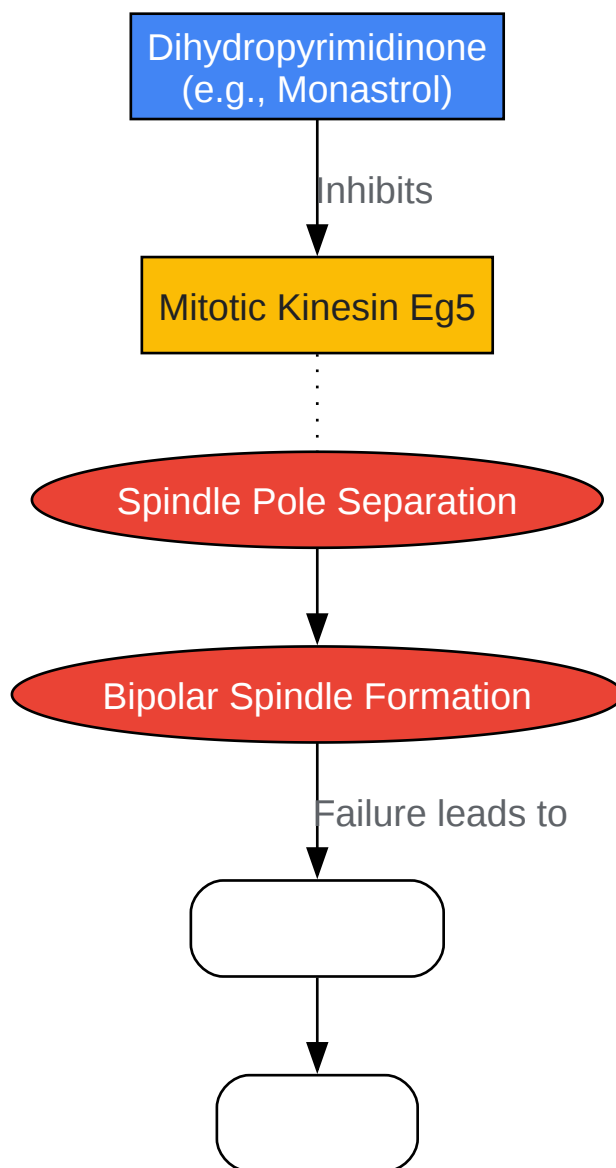 Dihydropyrimidinone
(e.g., Monastrol)
Inhibits
Mitotic Kinesin Eg5
Spindle Pole Separation
Bipolar Spindle Formation
Failure leads to